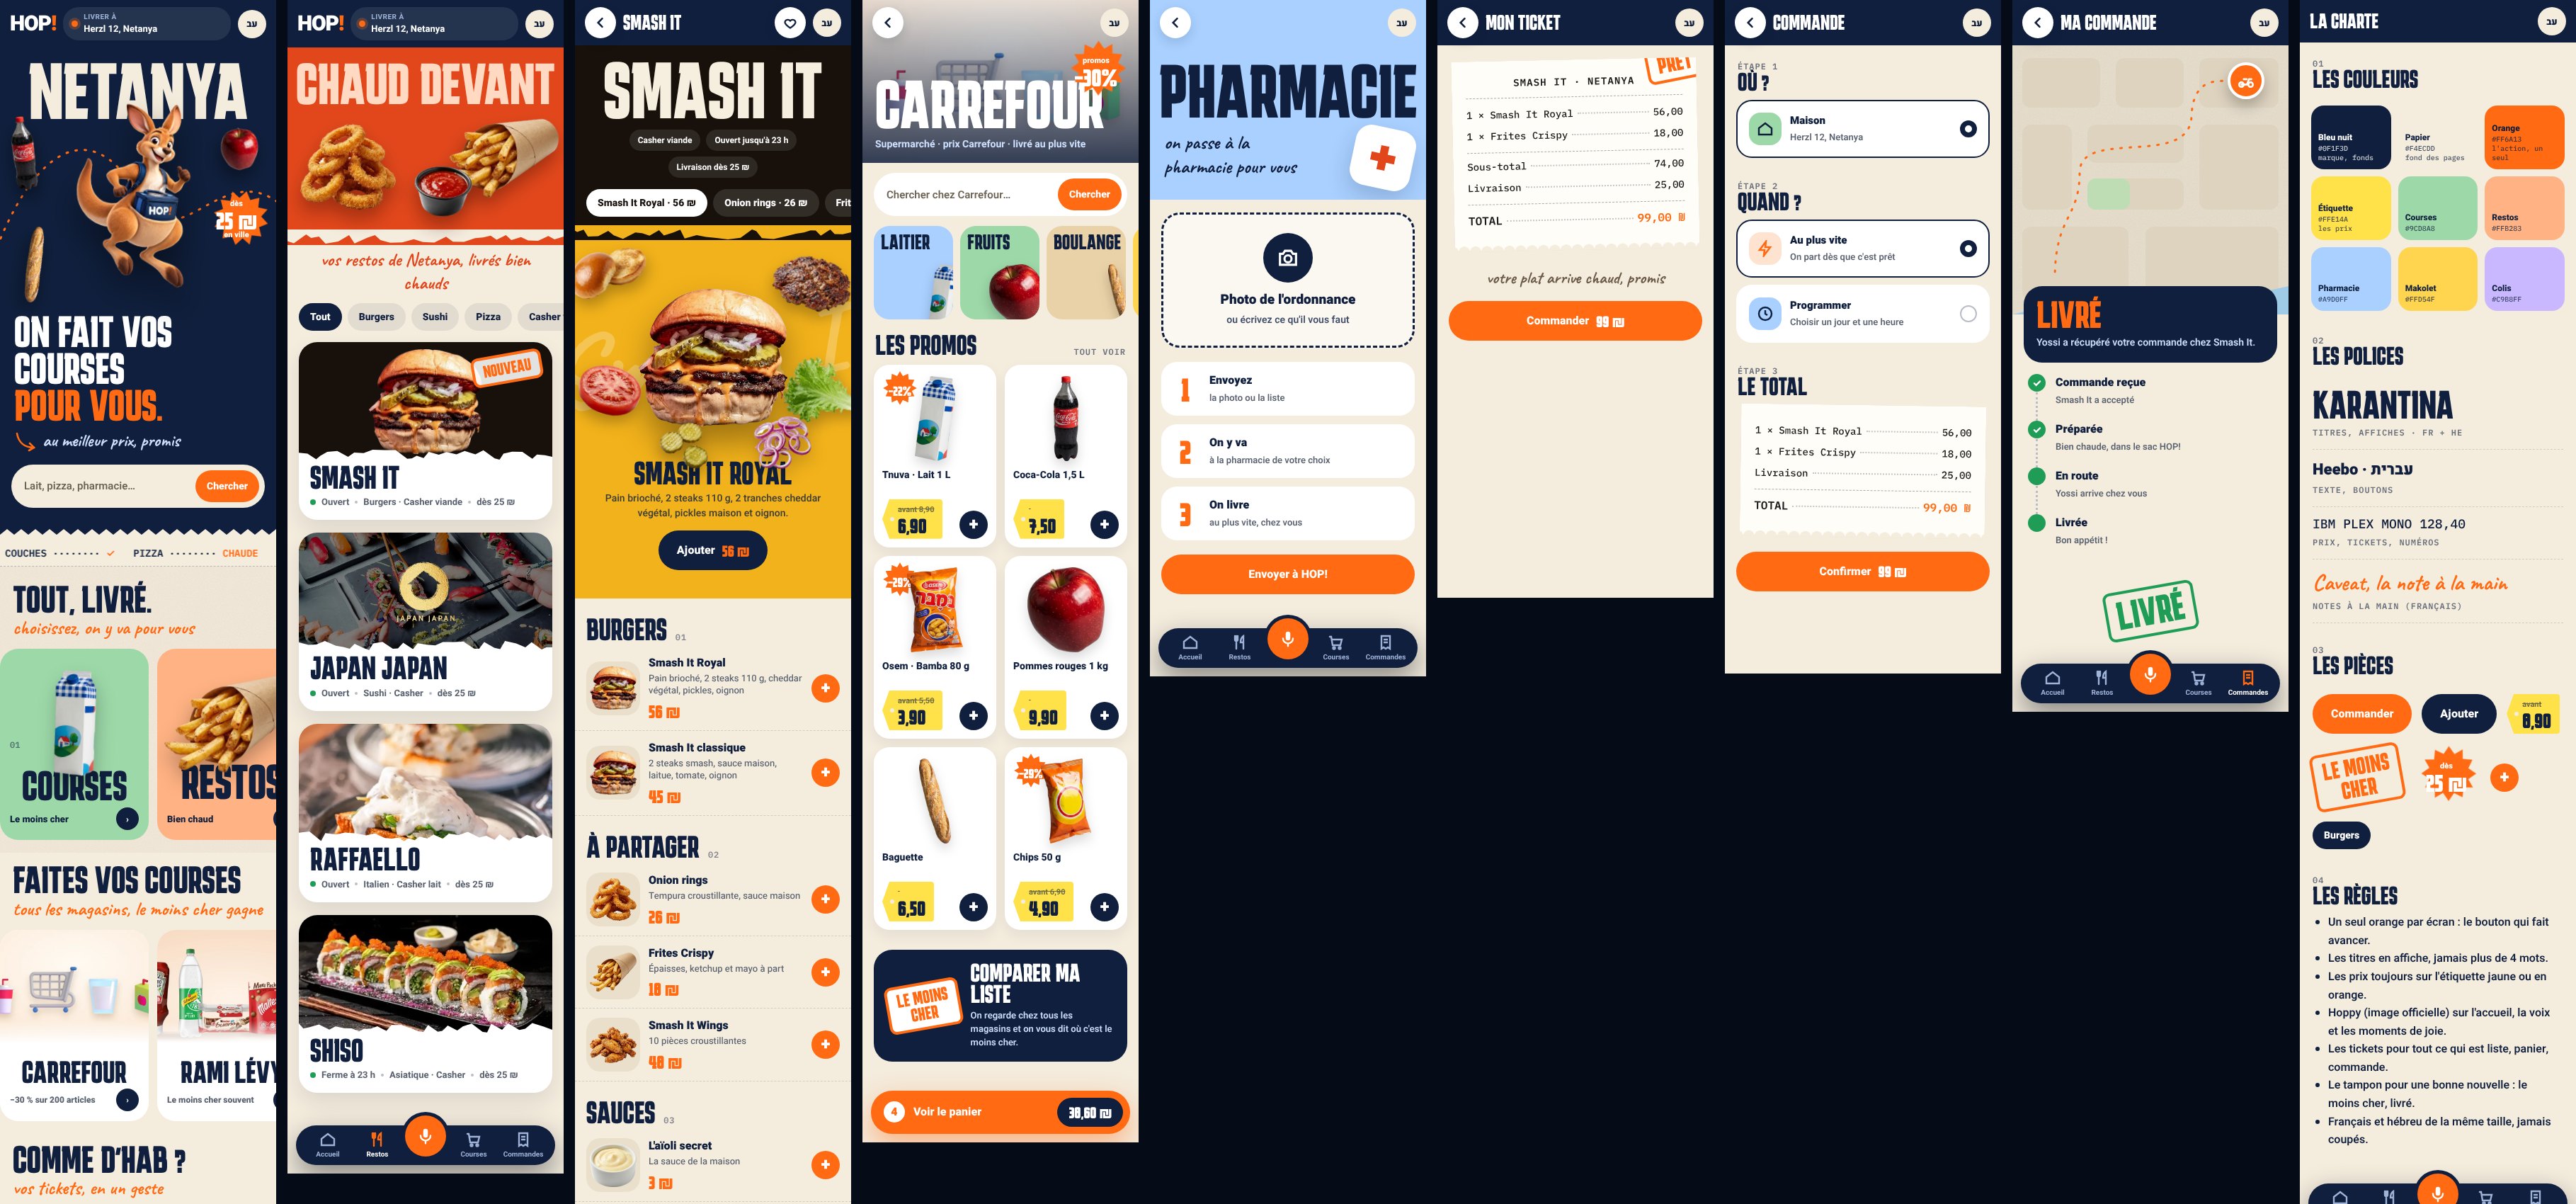 HOP!
LIVRER À
Herzl 12, Netanya
עב
NETANYA
HOP!
dès
25 ₪
en ville
ON FAIT VOS
COURSES
POUR VOUS.
au meilleur prix, promis
Lait, pizza, pharmacie...
Chercher
COUCHES ········ ✓ PIZZA ········ CHAUDE
TOUT, LIVRÉ.
choisissez, on y va pour vous
01
COURSES
Le moins cher
RESTOS
Bien chaud
FAITES VOS COURSES
tous les magasins, le moins cher gagne
CARREFOUR
-30 % sur 200 articles
RAMI LÉVY
Le moins cher souvent
COMME D'HAB ?
vos tickets, en un geste
HOP!
LIVRER À
Herzl 12, Netanya
עב
CHAUD DEVANT
vos restos de Netanya, livrés bien
chauds
Tout
Burgers
Sushi
Pizza
Casher
NOUVEAU
SMASH IT
Ouvert • Burgers · Casher viande • dès 25 ₪
JAPAN JAPAN
JAPAN JAPAN
Ouvert • Sushi · Casher • dès 25 ₪
RAFFAELLO
Ouvert • Italien · Casher lait • dès 25 ₪
SHISO
Ferme à 23 h • Asiatique · Casher • dès 25 ₪
Accueil
Restos
Courses
Commandes
SMASH IT
עב
SMASH IT
Casher viande
Ouvert jusqu'à 23 h
Livraison dès 25 ₪
Smash It Royal · 56 ₪
Onion rings · 26 ₪
Frit
SMASH IT ROYAL
Pain brioché, 2 steaks 110 g, 2 tranches cheddar
végétal, pickles maison et oignon.
Ajouter 56 ₪
BURGERS 01
Smash It Royal
Pain brioché, 2 steaks 110 g, cheddar
végétal, pickles, oignon
56 ₪
Smash It classique
2 steaks smash, sauce maison,
laitue, tomate, oignon
45 ₪
À PARTAGER 02
Onion rings
Tempura croustillante, sauce maison
26 ₪
Frites Crispy
Épaisses, ketchup et mayo à part
18 ₪
Smash It Wings
10 pièces croustillantes
48 ₪
SAUCES 03
L'aïoli secret
La sauce de la maison
3 ₪
עב
promos
-30%
CARREFOUR
Supermarché · prix Carrefour · livré au plus vite
Chercher chez Carrefour...
Chercher
LAITIER
FRUITS
BOULANGE
LES PROMOS
TOUT VOIR
-22%
Tnuva · Lait 1 L
avant 8,90
6,90
Coca-Cola 1,5 L
7,50
-29%
במבה
Osem · Bamba 80 g
avant 5,50
3,90
Pommes rouges 1 kg
9,90
Baguette
6,50
-29%
Chips 50 g
avant 6,90
4,90
LE MOINS
CHER
COMPARER MA
LISTE
On regarde chez tous les
magasins et on vous dit où c'est le
moins cher.
4
Voir le panier
38,60 ₪
עב
PHARMACIE
on passe à la
pharmacie pour vous
Photo de l'ordonnance
ou écrivez ce qu'il vous faut
1
Envoyez
la photo ou la liste
2
On y va
à la pharmacie de votre choix
3
On livre
au plus vite, chez vous
Envoyer à HOP!
Accueil
Restos
Courses
Commandes
MON TICKET
עב
PRÊT
SMASH IT · NETANYA
1 × Smash It Royal 56,00
1 × Frites Crispy 18,00
Sous-total 74,00
Livraison 25,00
TOTAL 99,00 ₪
votre plat arrive chaud, promis
Commander 99 ₪
COMMANDE
עב
ÉTAPE 1
OÙ ?
Maison
Herzl 12, Netanya
ÉTAPE 2
QUAND ?
Au plus vite
On part dès que c'est prêt
Programmer
Choisir un jour et une heure
ÉTAPE 3
LE TOTAL
1 × Smash It Royal 56,00
1 × Frites Crispy 18,00
Livraison 25,00
TOTAL 99,00 ₪
Confirmer 99 ₪
MA COMMANDE
עב
LIVRÉ
Yossi a récupéré votre commande chez Smash It.
Commande reçue
Smash It a accepté
Préparée
Bien chaude, dans le sac HOP!
En route
Yossi arrive chez vous
Livrée
Bon appétit !
LIVRÉ
Accueil
Restos
Courses
Commandes
LA CHARTE
עב
01
LES COULEURS
Bleu nuit
#0F1F3D
marque, fonds
Papier
#F4ECDD
fond des pages
Orange
#FF6A13
l'action, un
seul
Étiquette
#FFE14A
les prix
Courses
#9CD8A8
Restos
#FFB283
Pharmacie
#A9D0FF
Makolet
#FFD54F
Colis
#C9B8FF
02
LES POLICES
KARANTINA
TITRES, AFFICHES · FR + HE
Heebo · עברית
TEXTE, BOUTONS
IBM PLEX MONO 128,40
PRIX, TICKETS, NUMÉROS
Caveat, la note à la main
NOTES À LA MAIN (FRANÇAIS)
03
LES PIÈCES
Commander
Ajouter
avant
8,90
LE MOINS
CHER
dès
25 ₪
Burgers
04
LES RÈGLES
• Un seul orange par écran : le bouton qui fait
avancer.
• Les titres en affiche, jamais plus de 4 mots.
• Les prix toujours sur l'étiquette jaune ou en
orange.
• Hoppy (image officielle) sur l'accueil, la voix
et les moments de joie.
• Les tickets pour tout ce qui est liste, panier,
commande.
• Le tampon pour une bonne nouvelle : le
moins cher, livré.
• Français et hébreu de la même taille, jamais
coupés.